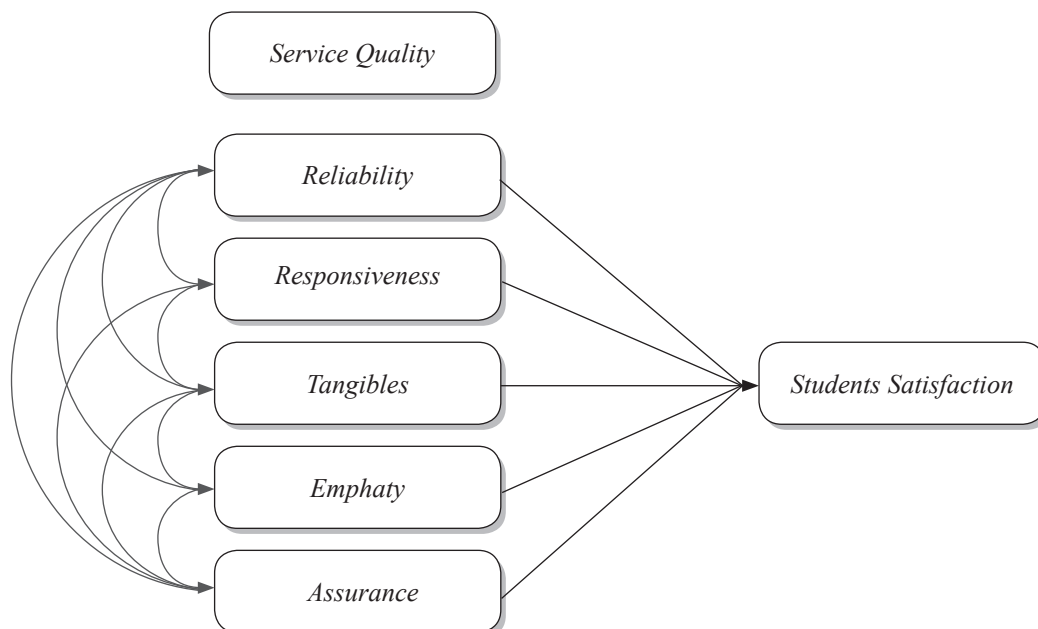 Service Quality
Reliability
Responsiveness
Tangibles
Students Satisfaction
Emphaty
Assurance